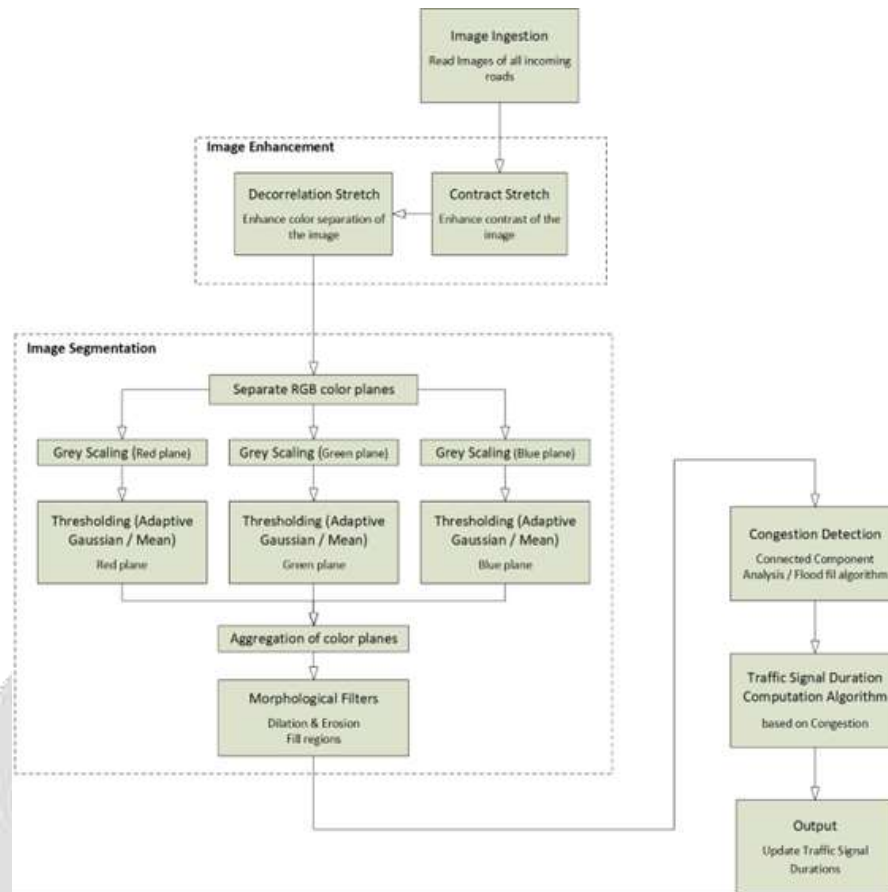 Image Ingestion
Read Images of all incoming
roads
Image Enhancement
Decorrelation Stretch
Enhance color separation of
the image
Contract Stretch
Enhance contrast of the
image
Image Segmentation
Separate RGB color planes
Grey Scaling (Red plane)
Grey Scaling (Green plane)
Grey Scaling (Blue plane)
Thresholding (Adaptive
Gaussian / Mean)
Red plane
Thresholding (Adaptive
Gaussian / Mean)
Green plane
Thresholding (Adaptive
Gaussian / Mean)
Blue plane
Aggregation of color planes
Morphological Filters
Dilation & Erosion
Fill regions
Congestion Detection
Connected Component
Analysis / Flood fil algorithm
Traffic Signal Duration
Computation Algorithm
based on Congestion
Output
Update Traffic Signal
Durations